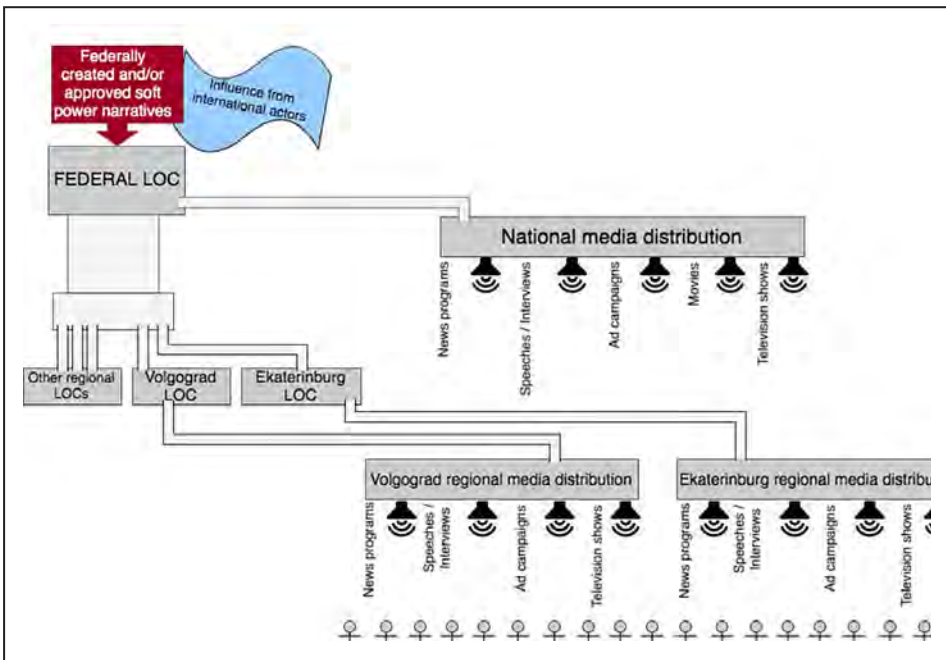 Federally
created and/or
approved soft
power narratives
Influence from
international actors
FEDERAL LOC
National media distribution
News programs
Speeches / Interviews
Ad campaigns
Movies
Television shows
Other regional
LOCs
Volgograd
LOC
Ekaterinburg
LOC
Volgograd regional media distribution
News programs
Speeches /
Interviews
Ad campaigns
Television shows
Ekaterinburg regional media distribu
News programs
Speeches /
Interviews
Ad campaigns
Television shows